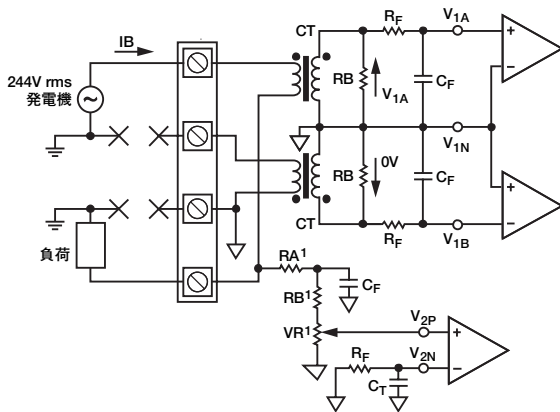 IB
244V rms
発電機
~
負荷
CT
RB
V1A
RF
CF
V1A
+
−
V1N
RB
0V
CF
CT
RF
V1B
+
−
RA¹
CF
RB¹
VR¹
V2P
+
RF
V2N
−
CT